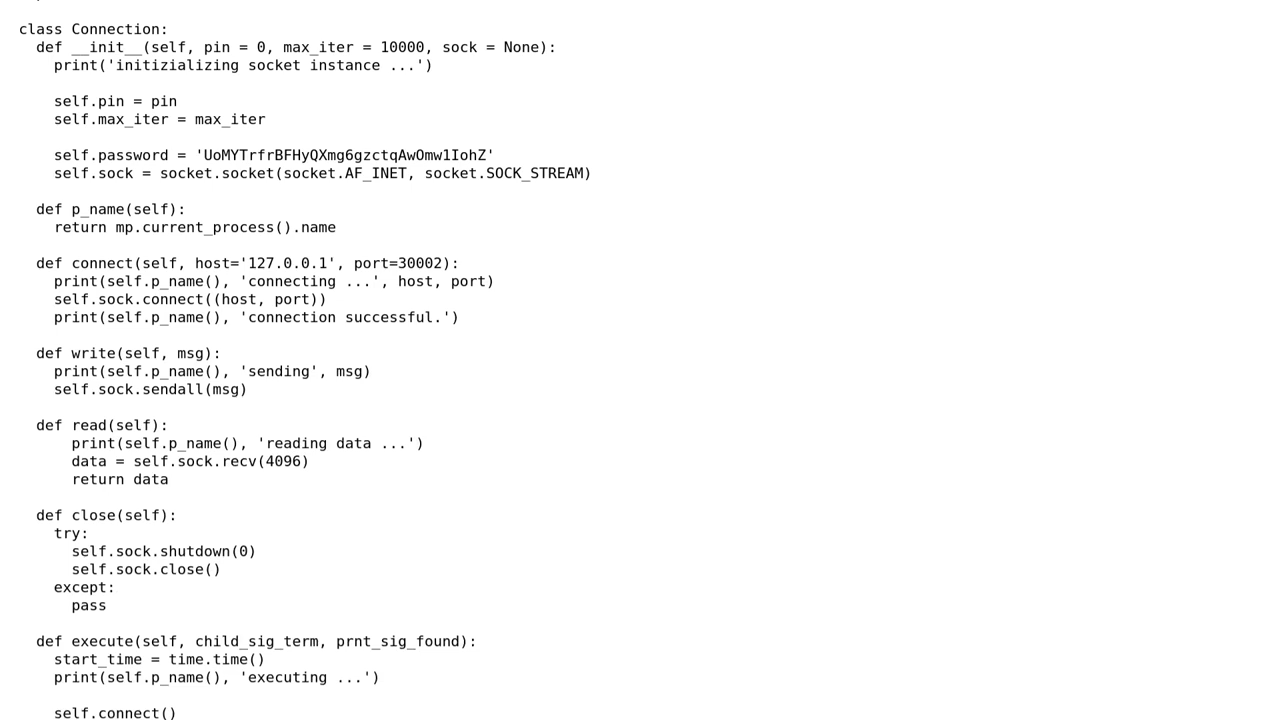 class Connection:
  def __init__(self, pin = 0, max_iter = 10000, sock = None):
    print('initizializing socket instance ...')

    self.pin = pin
    self.max_iter = max_iter

    self.password = 'UoMYTrfrBFHyQXmg6gzctqAwOmw1IohZ'
    self.sock = socket.socket(socket.AF_INET, socket.SOCK_STREAM)

  def p_name(self):
    return mp.current_process().name

  def connect(self, host='127.0.0.1', port=30002):
    print(self.p_name(), 'connecting ...', host, port)
    self.sock.connect((host, port))
    print(self.p_name(), 'connection successful.')

  def write(self, msg):
    print(self.p_name(), 'sending', msg)
    self.sock.sendall(msg)

  def read(self):
      print(self.p_name(), 'reading data ...')
      data = self.sock.recv(4096)
      return data

  def close(self):
    try:
      self.sock.shutdown(0)
      self.sock.close()
    except:
      pass

  def execute(self, child_sig_term, prnt_sig_found):
    start_time = time.time()
    print(self.p_name(), 'executing ...')

    self.connect()